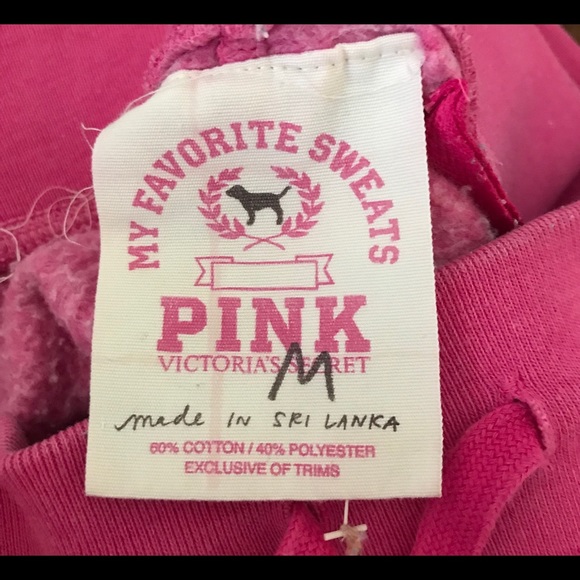 MY FAVORITE SWEATS
PINK
VICTORIA'S SECRET
M
made IN SRI LANKA
60% COTTON / 40% POLYESTER
EXCLUSIVE OF TRIMS